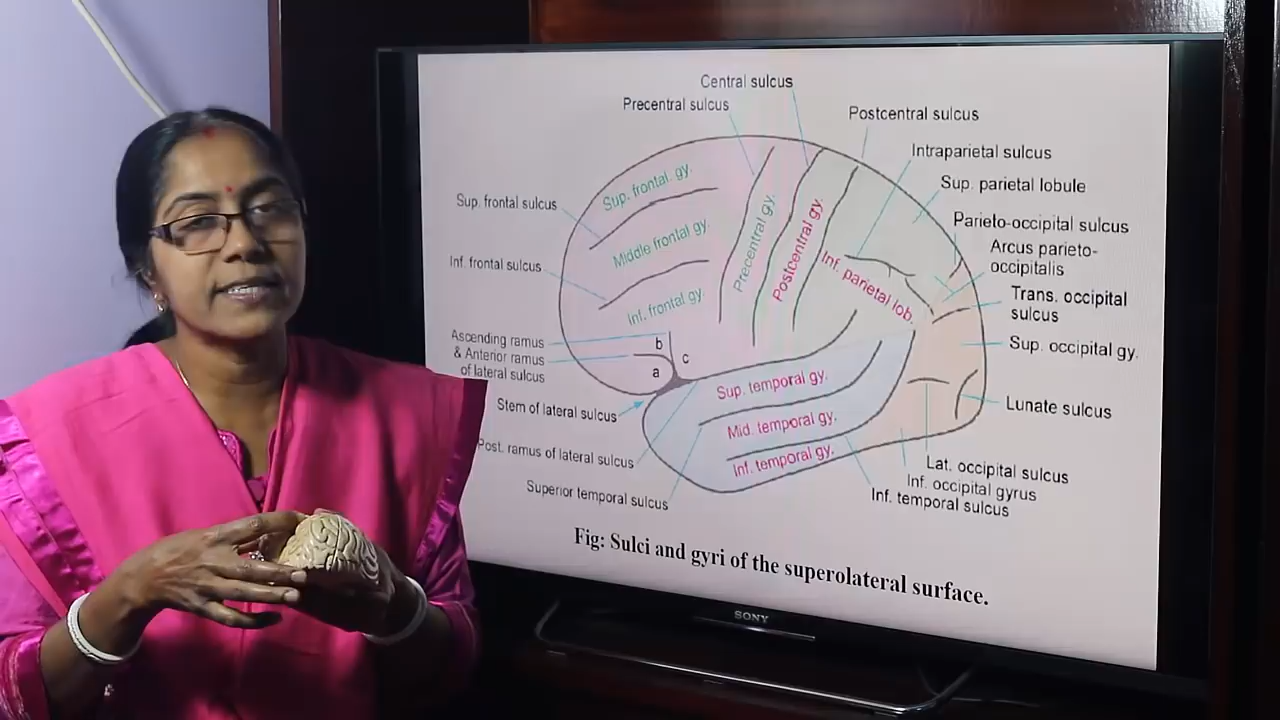 Central sulcus
Precentral sulcus
Postcentral sulcus
Intraparietal sulcus
Sup. parietal lobule
Parieto-occipital sulcus
Arcus parieto-
occipitalis
Trans. occipital
sulcus
Sup. occipital gy.
Lunate sulcus
Lat. occipital sulcus
Inf. occipital gyrus
Inf. temporal sulcus
Sup. frontal sulcus
Inf. frontal sulcus
Ascending ramus
& Anterior ramus
of lateral sulcus
Stem of lateral sulcus
Post. ramus of lateral sulcus
Superior temporal sulcus
Sup. frontal. gy.
Middle frontal gy.
Inf. frontal gy.
Precentral gy.
Postcentral gy.
Inf. parietal lob.
b
c
a
Sup. temporal gy.
Mid. temporal gy.
Inf. temporal gy.
Fig: Sulci and gyri of the superolateral surface.
SONY